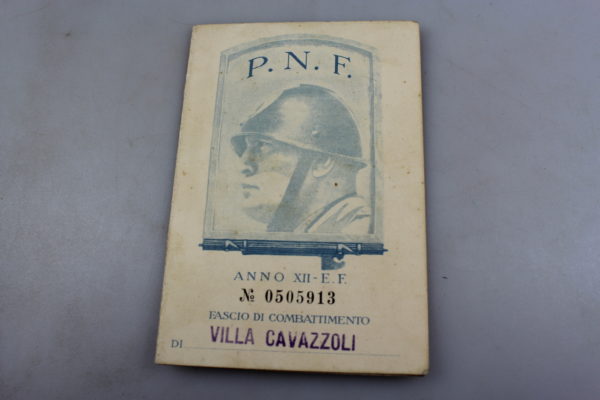 P. N. F.
ANNO XII - E. F.
№ 0505913
FASCIO DI COMBATTIMENTO
DI VILLA CAVAZZOLI